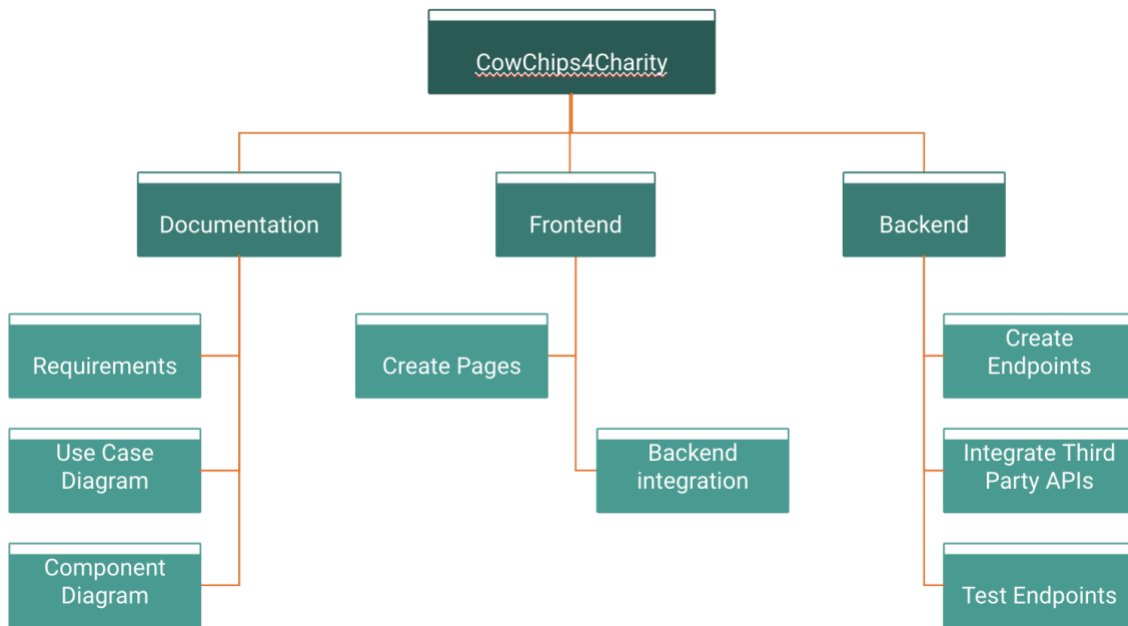 CowChips4Charity
Documentation
Frontend
Backend
Requirements
Create Pages
Create
Endpoints
Use Case
Diagram
Backend
integration
Integrate Third
Party APIs
Component
Diagram
Test Endpoints